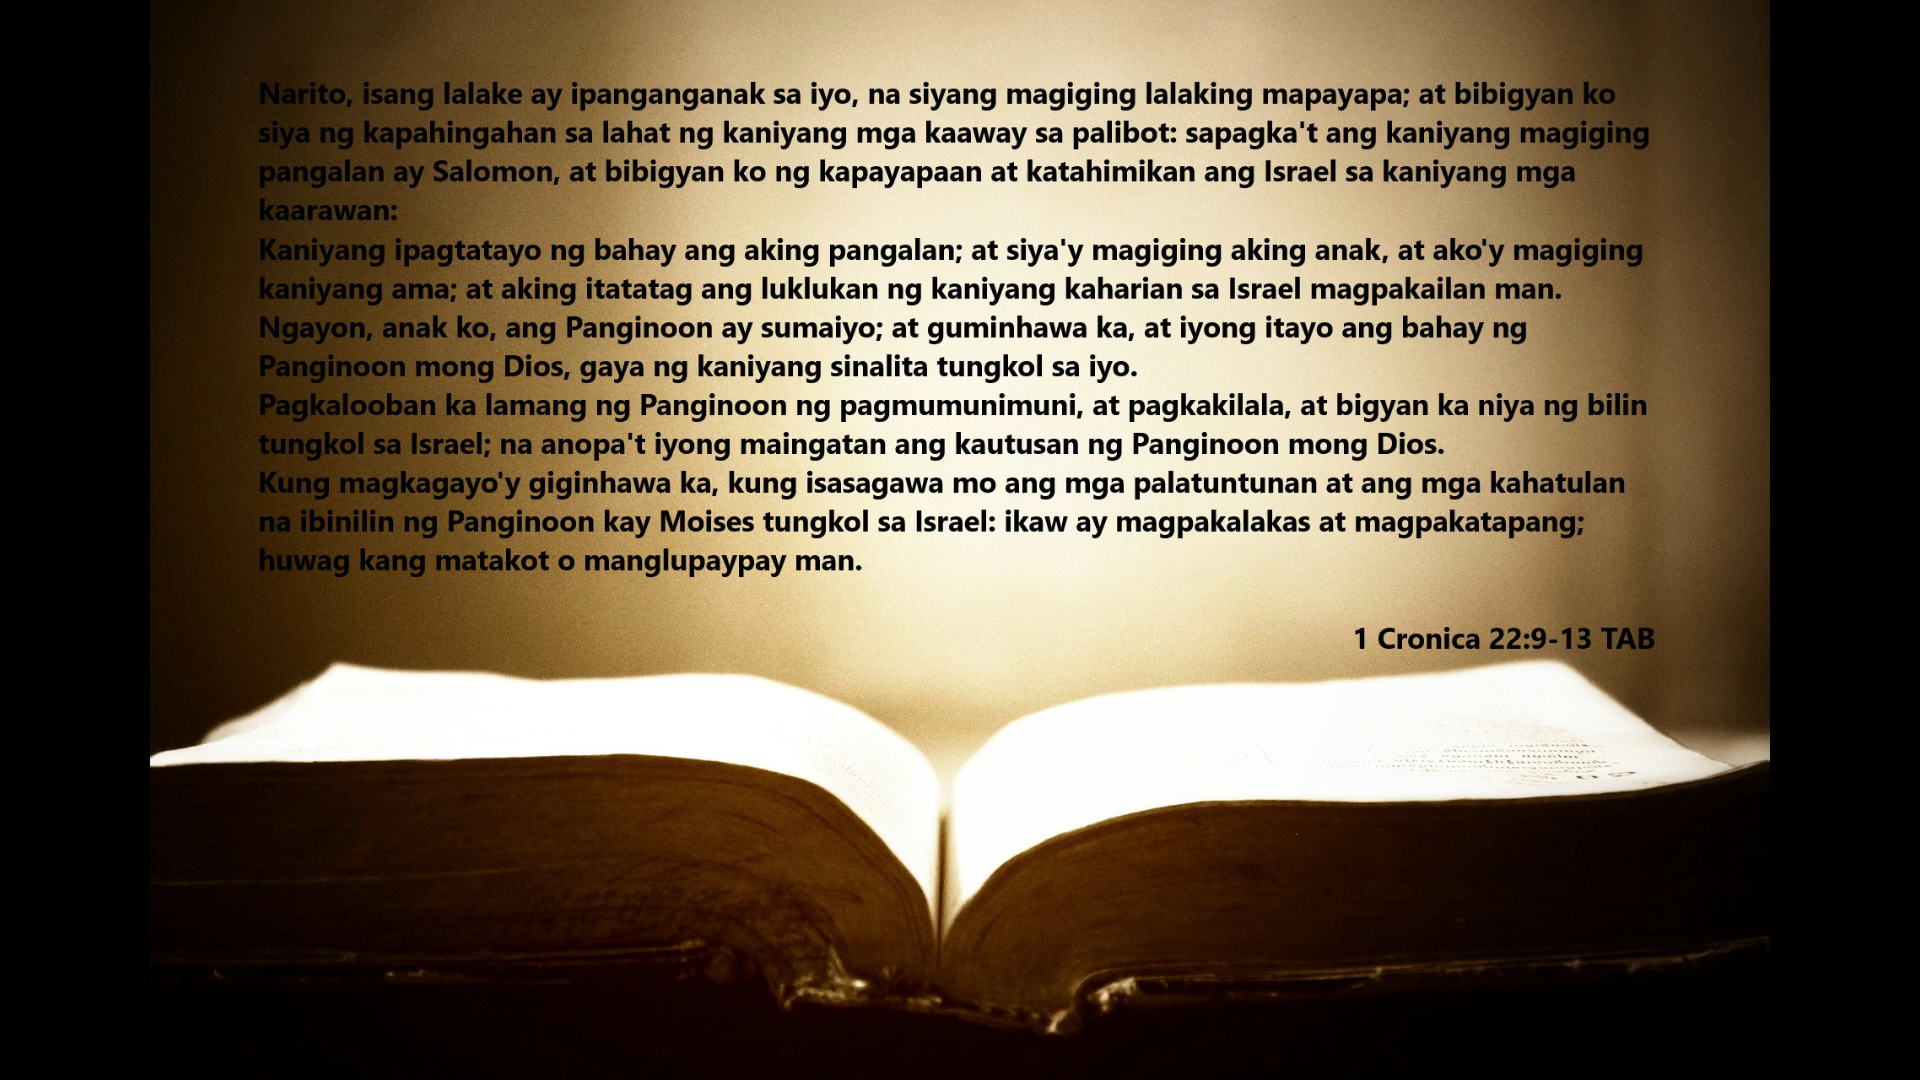 Narito, isang lalake ay ipanganganak sa iyo, na siyang magiging lalaking mapayapa; at bibigyan ko
siya ng kapahingahan sa lahat ng kaniyang mga kaaway sa palibot: sapagka't ang kaniyang magiging
pangalan ay Salomon, at bibigyan ko ng kapayapaan at katahimikan ang Israel sa kaniyang mga
kaarawan:
Kaniyang ipagtatayo ng bahay ang aking pangalan; at siya'y magiging aking anak, at ako'y magiging
kaniyang ama; at aking itatatag ang luklukan ng kaniyang kaharian sa Israel magpakailan man.
Ngayon, anak ko, ang Panginoon ay sumaiyo; at guminhawa ka, at iyong itayo ang bahay ng
Panginoon mong Dios, gaya ng kaniyang sinalita tungkol sa iyo.
Pagkalooban ka lamang ng Panginoon ng pagmumunimuni, at pagkakilala, at bigyan ka niya ng bilin
tungkol sa Israel; na anopa't iyong maingatan ang kautusan ng Panginoon mong Dios.
Kung magkagayo'y giginhawa ka, kung isasagawa mo ang mga palatuntunan at ang mga kahatulan
na ibinilin ng Panginoon kay Moises tungkol sa Israel: ikaw ay magpakalakas at magpakatapang;
huwag kang matakot o manglupaypay man.
1 Cronica 22:9-13 TAB